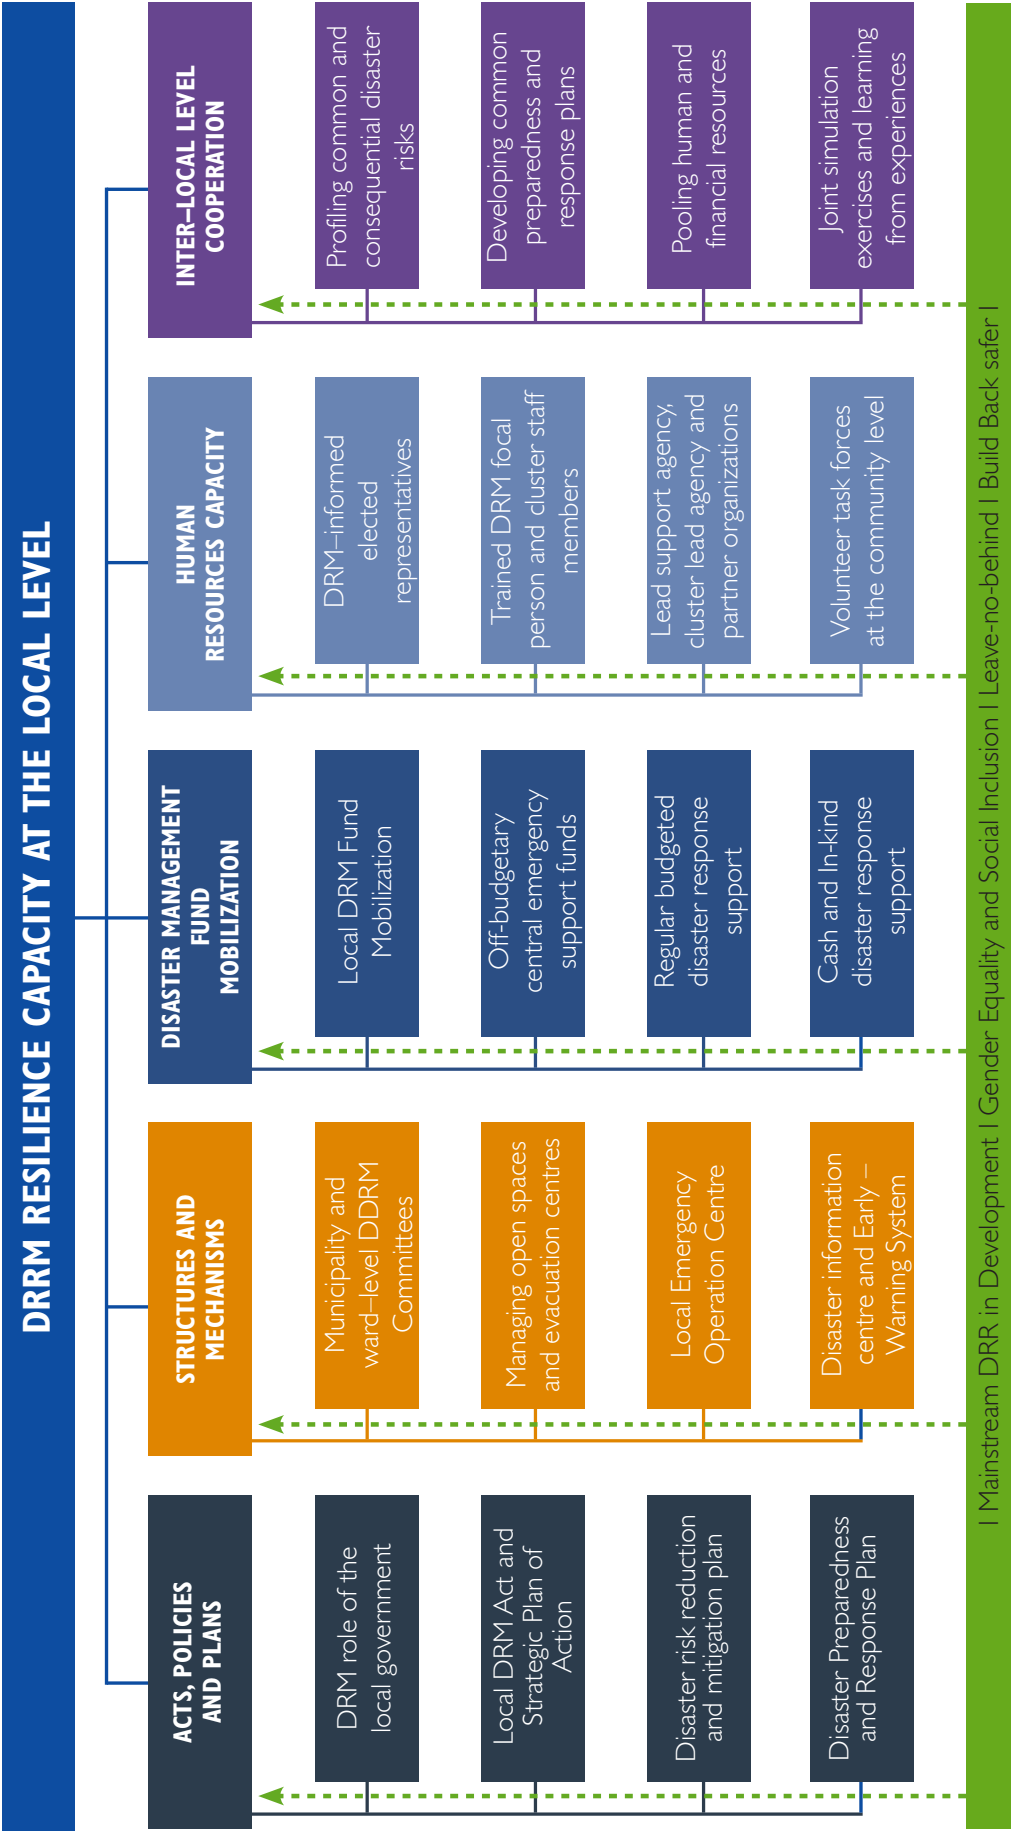 DRRM RESILIENCE CAPACITY AT THE LOCAL LEVEL
ACTS, POLICIES
AND PLANS
DRM role of the
local government
Local DRM Act and
Strategic Plan of
Action
Disaster risk reduction
and mitigation plan
Disaster Preparedness
and Response Plan
STRUCTURES AND
MECHANISMS
Municipality and
ward–level DDRM
Committees
Managing open spaces
and evacuation centres
Local Emergency
Operation Centre
Disaster information
centre and Early –
Warning System
DISASTER MANAGEMENT
FUND
MOBILIZATION
Local DRM Fund
Mobilization
Off-budgetary
central emergency
support funds
Regular budgeted
disaster response
support
Cash and In-kind
disaster response
support
HUMAN
RESOURCES CAPACITY
DRM–informed
elected
representatives
Trained DRM focal
person and cluster staff
members
Lead support agency,
cluster lead agency and
partner organizations
Volunteer task forces
at the community level
INTER–LOCAL LEVEL
COOPERATION
Profiling common and
consequential disaster
risks
Developing common
preparedness and
response plans
Pooling human and
financial resources
Joint simulation
exercises and learning
from experiences
I Mainstream DRR in Development I Gender Equality and Social Inclusion I Leave-no-behind I Build Back safer I